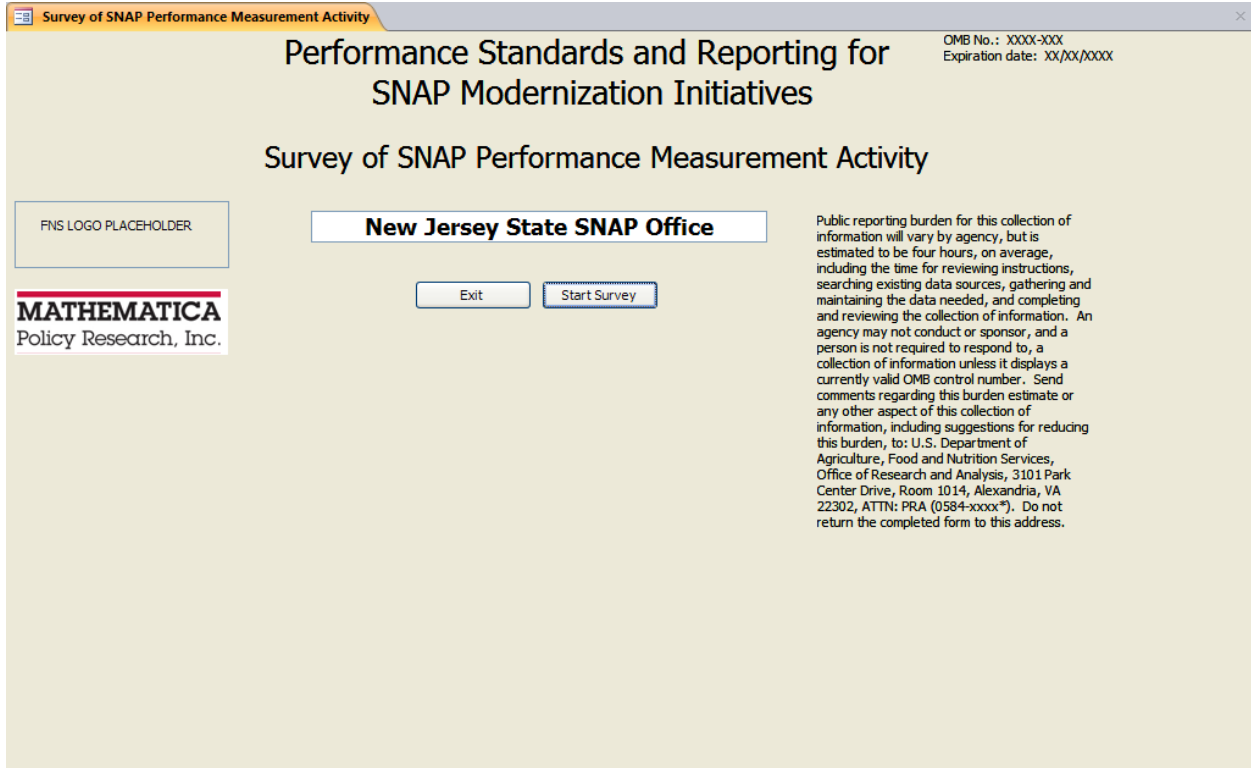 Survey of SNAP Performance Measurement Activity
Performance Standards and Reporting for
SNAP Modernization Initiatives
OMB No.: XXXX-XXX
Expiration date: XX/XX/XXXX
Survey of SNAP Performance Measurement Activity
FNS LOGO PLACEHOLDER
MATHEMATICA
Policy Research, Inc.
New Jersey State SNAP Office
Exit
Start Survey
Public reporting burden for this collection of
information will vary by agency, but is
estimated to be four hours, on average,
including the time for reviewing instructions,
searching existing data sources, gathering and
maintaining the data needed, and completing
and reviewing the collection of information. An
agency may not conduct or sponsor, and a
person is not required to respond to, a
collection of information unless it displays a
currently valid OMB control number. Send
comments regarding this burden estimate or
any other aspect of this collection of
information, including suggestions for reducing
this burden, to: U.S. Department of
Agriculture, Food and Nutrition Services,
Office of Research and Analysis, 3101 Park
Center Drive, Room 1014, Alexandria, VA
22302, ATTN: PRA (0584-xxxx*). Do not
return the completed form to this address.